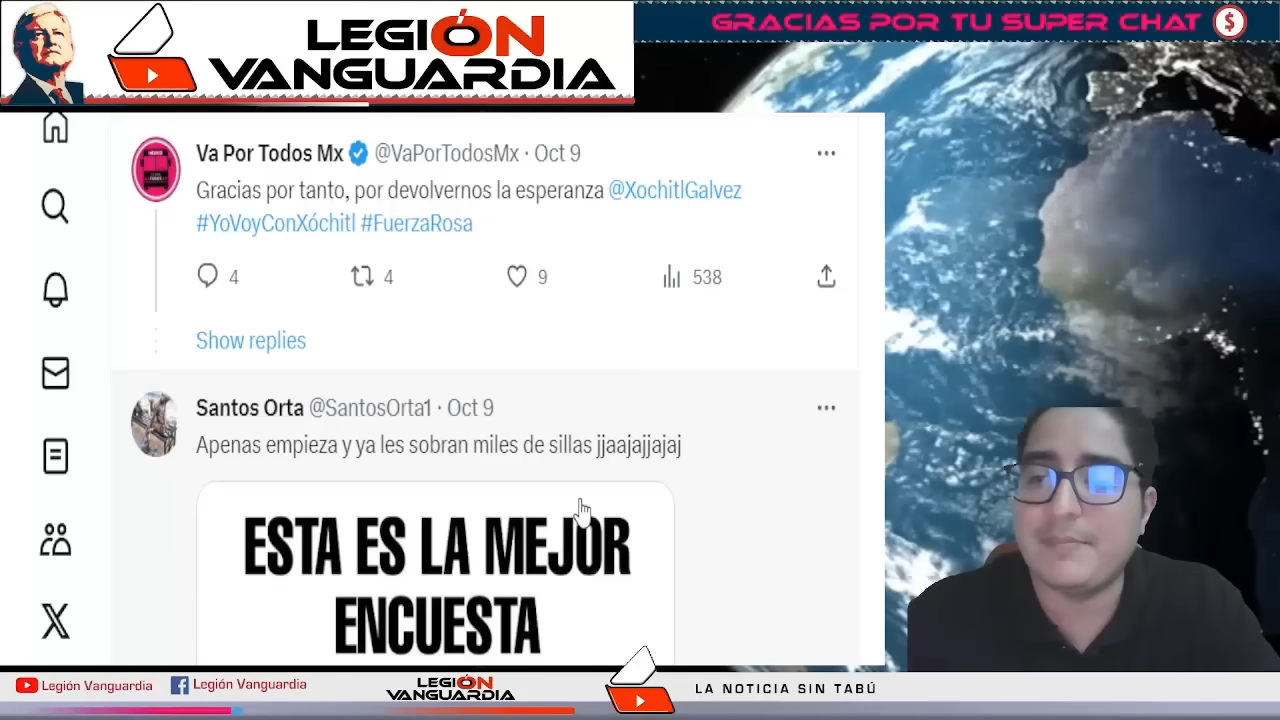 LEGIÓN
VANGUARDIA
GRACIAS POR TU SUPER CHAT
$
Va Por Todos Mx @VaPorTodosMx · Oct 9
Gracias por tanto, por devolvernos la esperanza @XochitlGalvez
#YoVoyConXóchitl #FuerzaRosa
4 4 9 538
Show replies
Santos Orta @SantosOrta1 · Oct 9
Apenas empieza y ya les sobran miles de sillas jjaajajjajaj
ESTA ES LA MEJOR
ENCUESTA
Legión Vanguardia
Legión Vanguardia
LEGIÓN
VANGUARDIA
LA NOTICIA SIN TABÚ